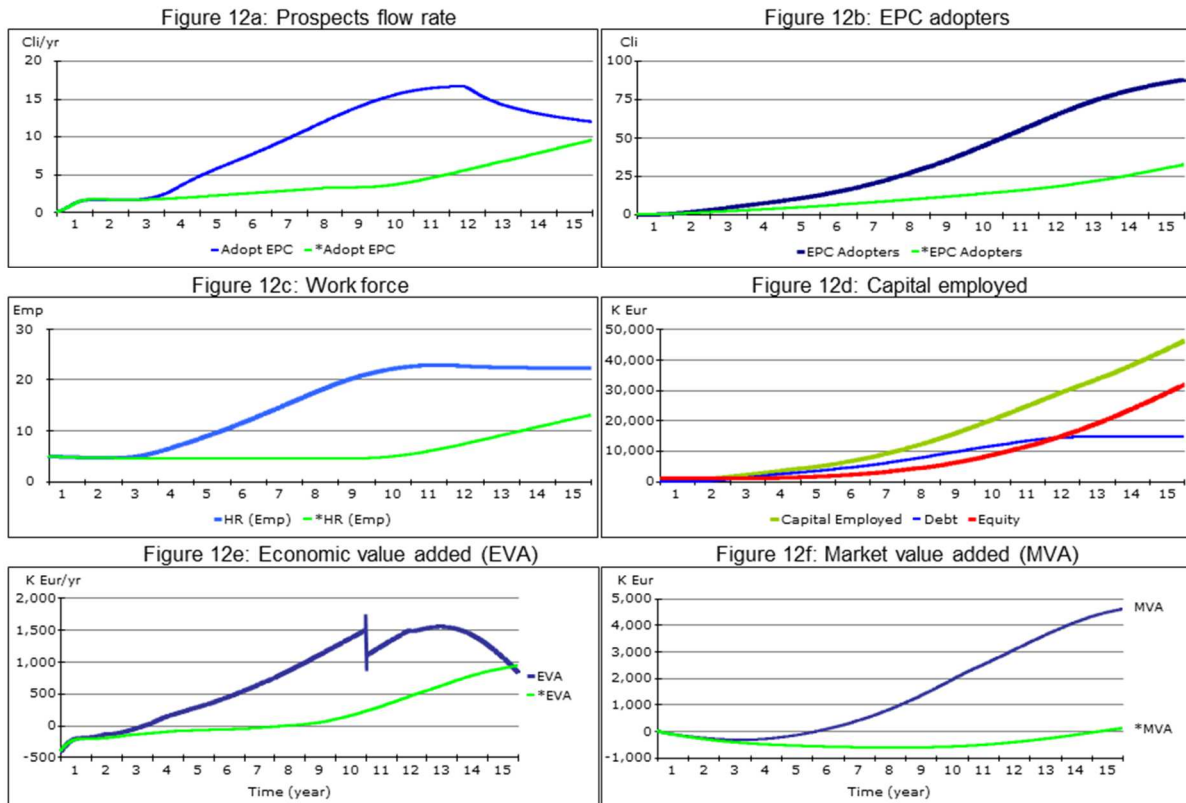 Figure 12a: Prospects flow rate
Cli/yr
20
15
10
5
0
1 2 3 4 5 6 7 8 9 10 11 12 13 14 15
Adopt EPC *Adopt EPC
Figure 12b: EPC adopters
Cli
100
75
50
25
0
1 2 3 4 5 6 7 8 9 10 11 12 13 14 15
EPC Adopters *EPC Adopters
Figure 12c: Work force
Emp
30
20
10
0
1 2 3 4 5 6 7 8 9 10 11 12 13 14 15
HR (Emp) *HR (Emp)
Figure 12d: Capital employed
K Eur
50,000
40,000
30,000
20,000
10,000
0
1 2 3 4 5 6 7 8 9 10 11 12 13 14 15
Capital Employed Debt Equity
Figure 12e: Economic value added (EVA)
K Eur/yr
2,000
1,500
1,000
500
0
-500
1 2 3 4 5 6 7 8 9 10 11 12 13 14 15
Time (year)
EVA
*EVA
Figure 12f: Market value added (MVA)
K Eur
5,000
4,000
3,000
2,000
1,000
0
-1,000
1 2 3 4 5 6 7 8 9 10 11 12 13 14 15
Time (year)
MVA
*MVA